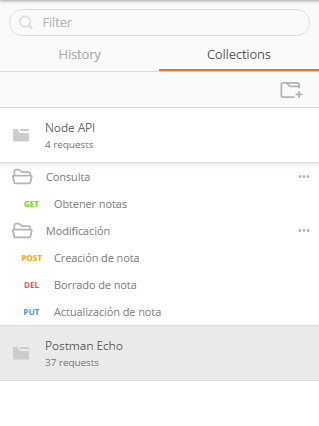 Filter
History Collections
Node API
4 requests
Consulta
GET Obtener notas
Modificación
POST Creación de nota
DEL Borrado de nota
PUT Actualización de nota
Postman Echo
37 requests